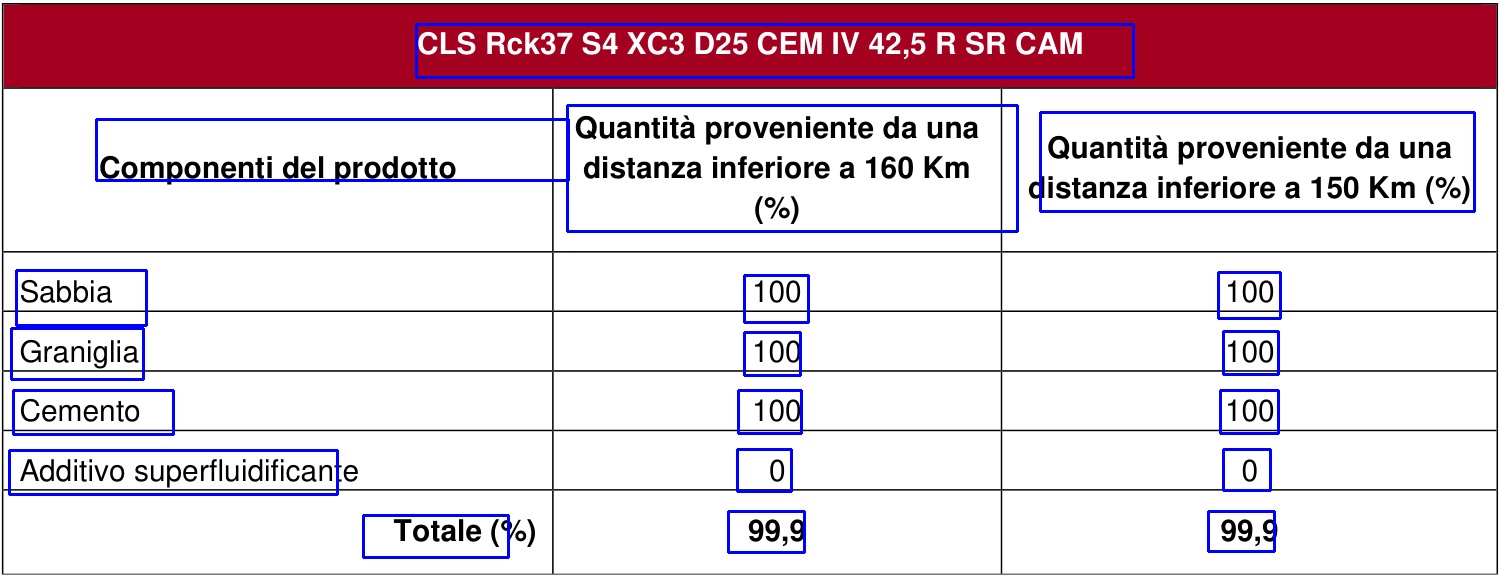 CLS Rck37 S4 XC3 D25 CEM IV 42,5 R SR CAM
Componenti del prodotto
Quantità proveniente da una
distanza inferiore a 160 Km
(%)
Quantità proveniente da una
distanza inferiore a 150 Km (%)
Sabbia 100 100
Graniglia 100 100
Cemento 100 100
Additivo superfluidificante 0 0
Totale (%) 99,9 99,9